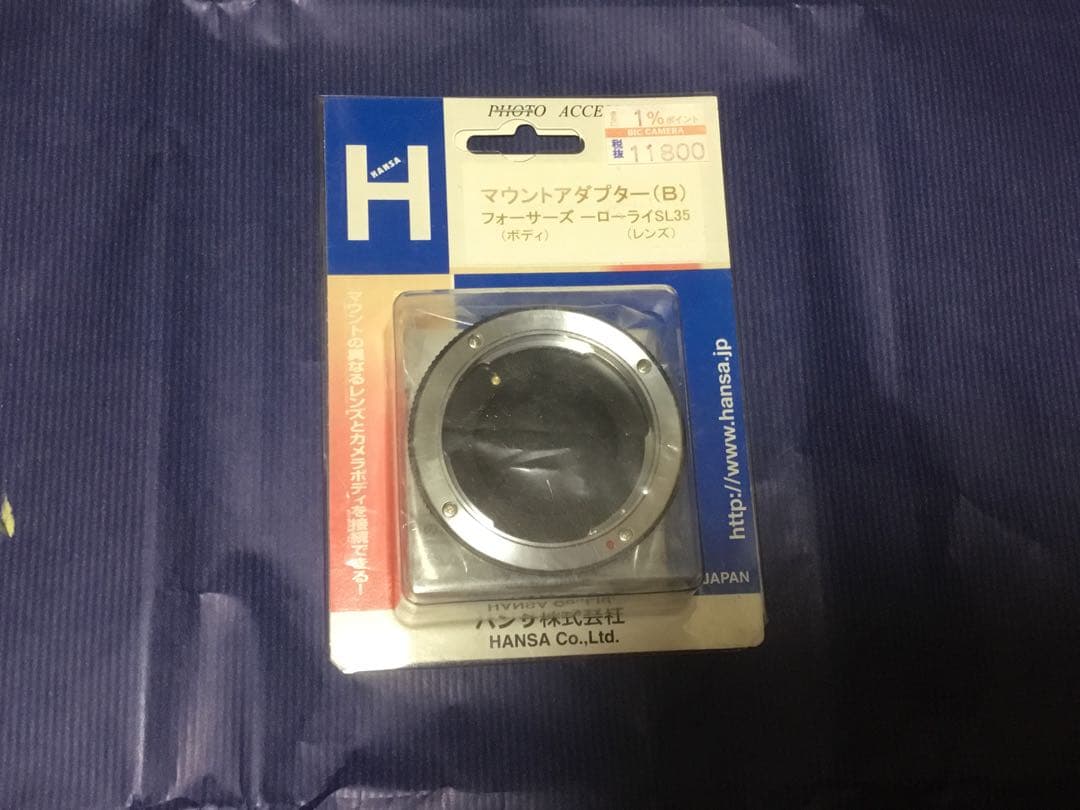 PHOTO ACCE
1%ポイント
BIC CAMERA
税抜 11800
H
HANSA
マウントアダプター(B)
フォーサーズ ーローライSL35
(ボディ) (レンズ)
マウントの異なるレンズとカメラボディを接続できる!
http://www.hansa.jp
JAPAN
ハンザ株式会社
HANSA Co.,Ltd.